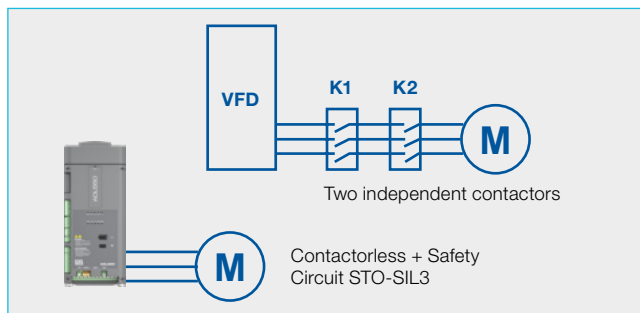 VFD
K1
K2
M
Two independent contactors
M
Contactorless + Safety
Circuit STO-SIL3